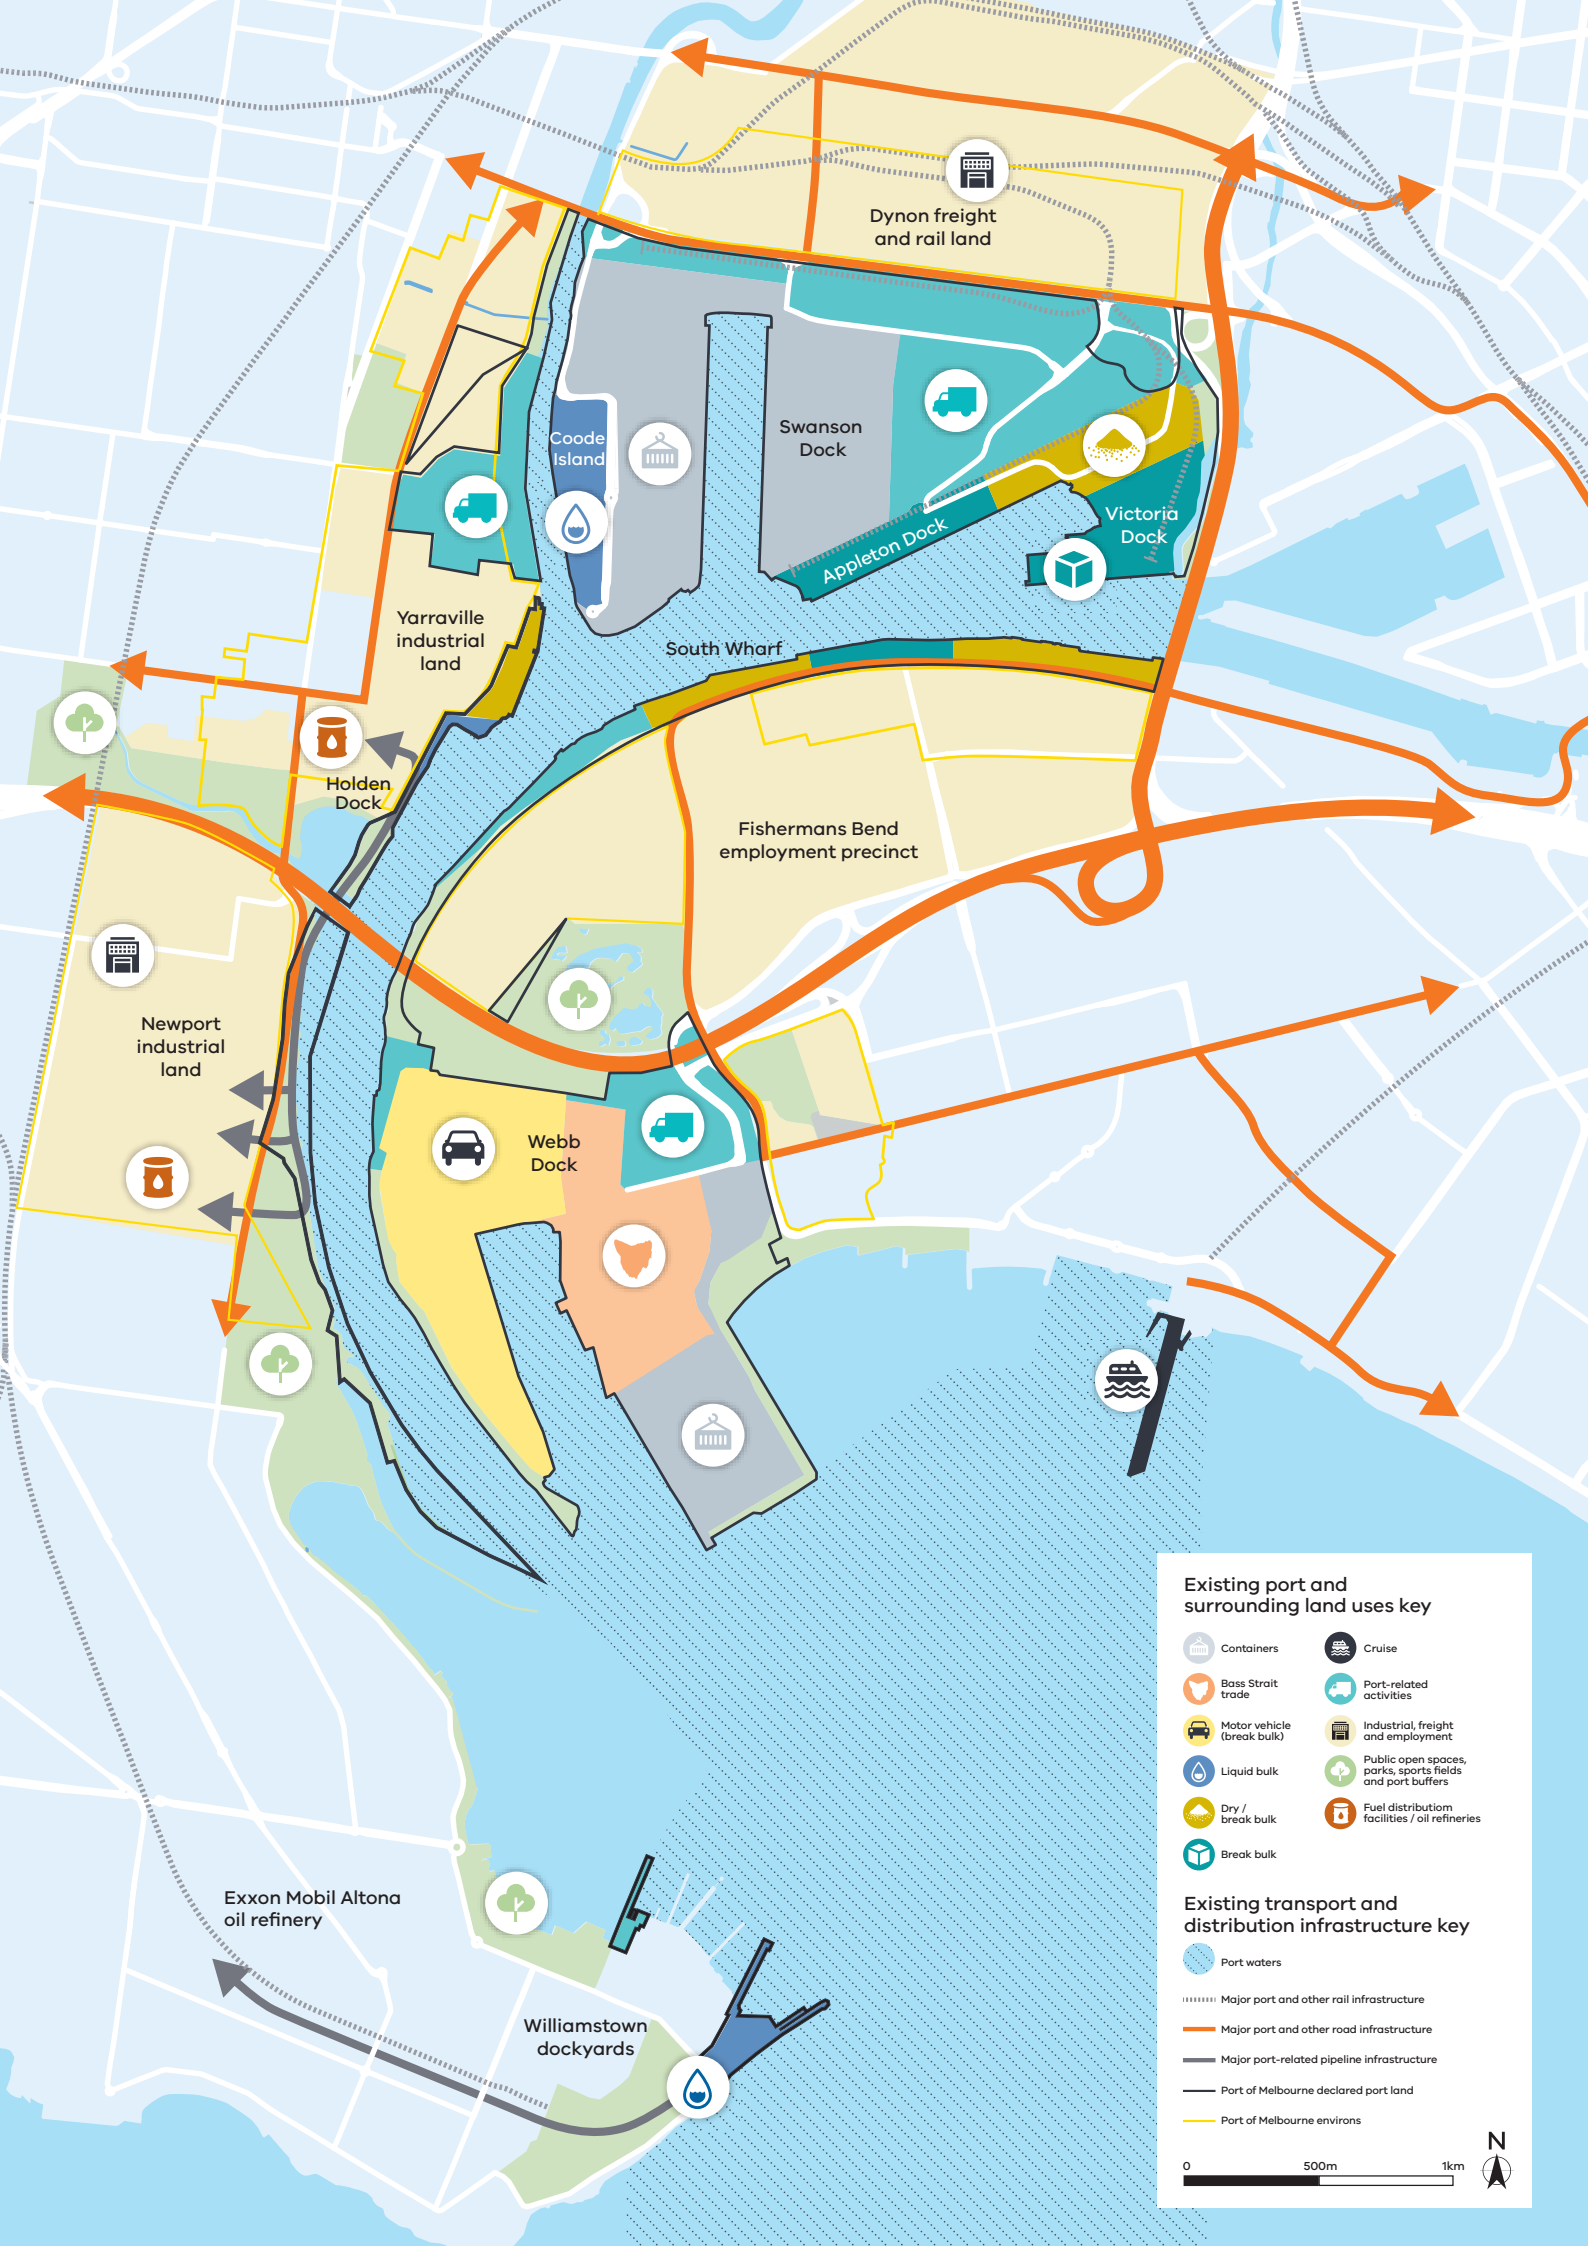 Dynon freight
and rail land
Coode
Island
Swanson
Dock
Appleton Dock
Victoria
Dock
Yarraville
industrial
land
South Wharf
Holden
Dock
Fishermans Bend
employment precinct
Newport
industrial
land
Webb
Dock
Exxon Mobil Altona
oil refinery
Williamstown
dockyards
Existing port and
surrounding land uses key
Containers
Bass Strait
trade
Motor vehicle
(break bulk)
Liquid bulk
Dry /
break bulk
Break bulk
Cruise
Port-related
activities
Industrial, freight
and employment
Public open spaces,
parks, sports fields
and port buffers
Fuel distributiom
facilities / oil refineries
Existing transport and
distribution infrastructure key
Port waters
Major port and other rail infrastructure
Major port and other road infrastructure
Major port-related pipeline infrastructure
Port of Melbourne declared port land
Port of Melbourne environs
N
0 500m 1km